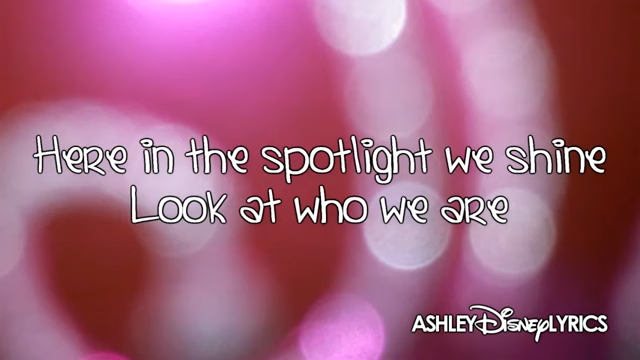 Here in the spotlight we shine
Look at who we are
ASHLEYDisneyLYRICS